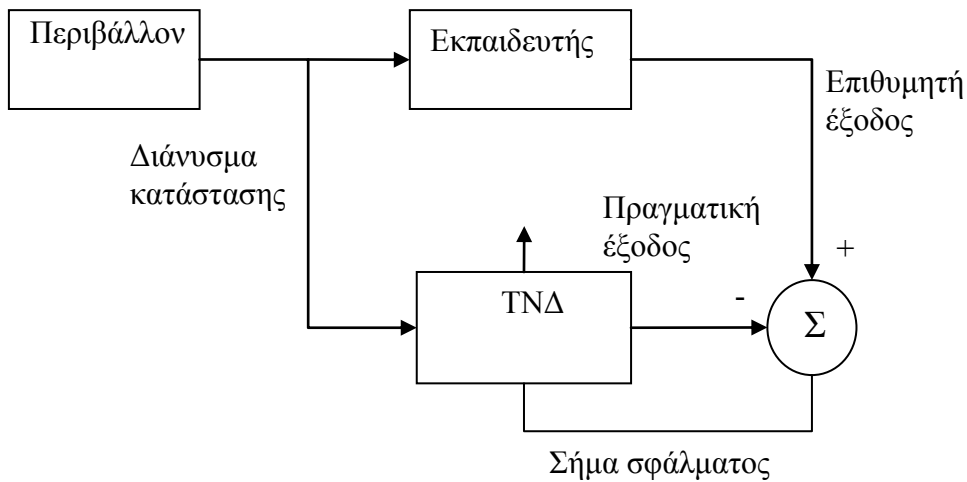 Περιβάλλον
Εκπαιδευτής
Επιθυμητή
έξοδος
Διάνυσμα
κατάστασης
Πραγματική
έξοδος
+
-
ΤΝΔ
Σ
Σήμα σφάλματος